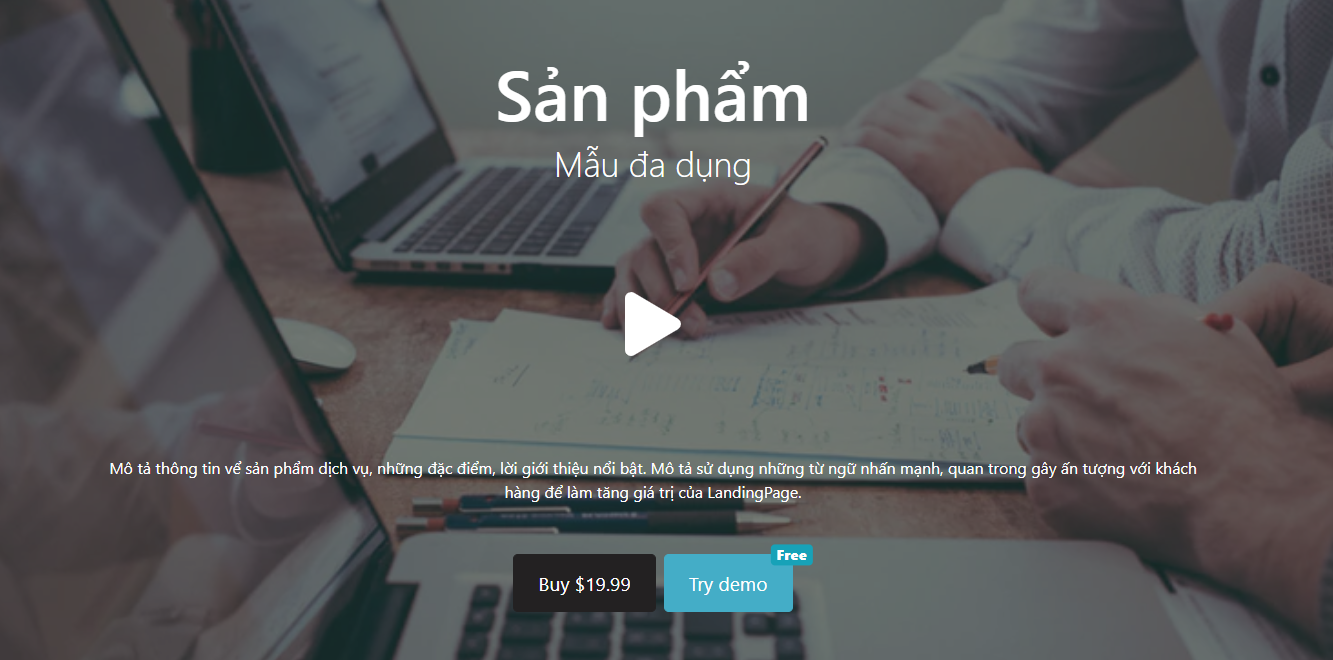 Sản phẩm
Mẫu đa dụng
Mô tả thông tin vể sản phẩm dịch vụ, những đặc điểm, lời giới thiệu nổi bật. Mô tả sử dụng những từ ngữ nhấn mạnh, quan trong gây ấn tượng với khách
hàng để làm tăng giá trị của LandingPage.
Free
Buy $19.99 Try demo